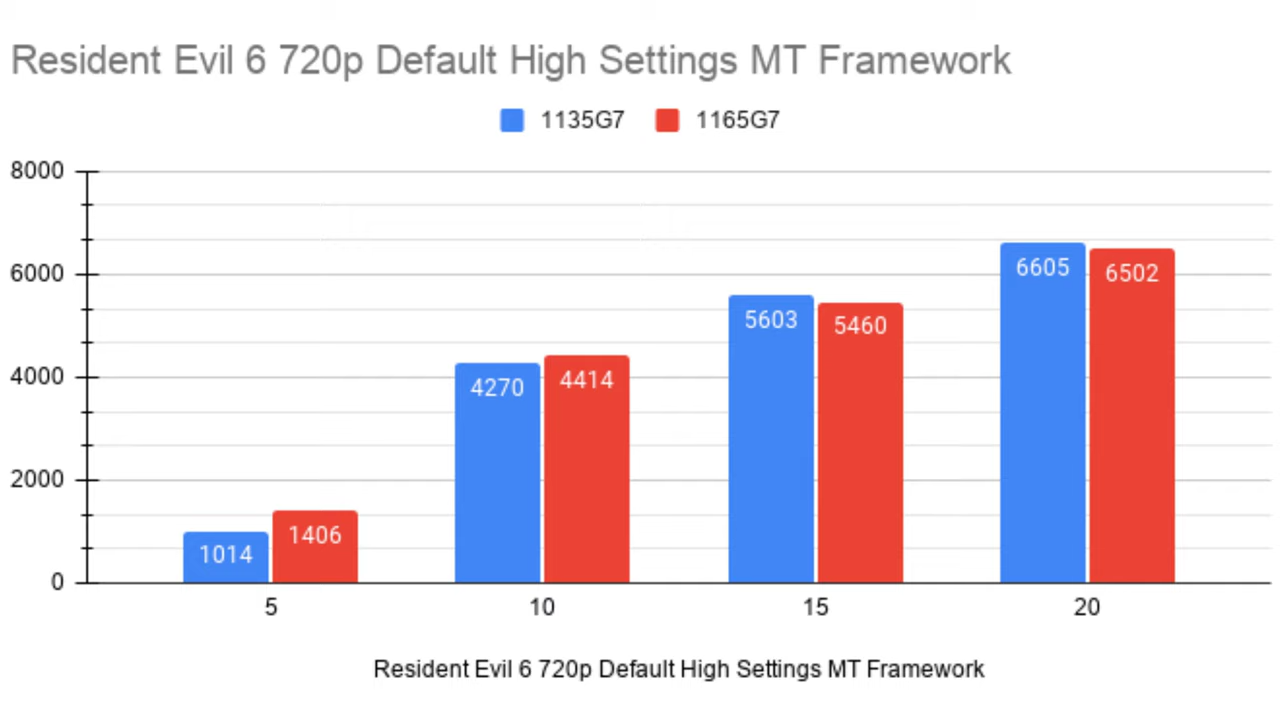 Resident Evil 6 720p Default High Settings MT Framework
1135G7 1165G7
8000
6000
4000
2000
0
1014 1406 4270 4414 5603 5460 6605 6502
5 10 15 20
Resident Evil 6 720p Default High Settings MT Framework